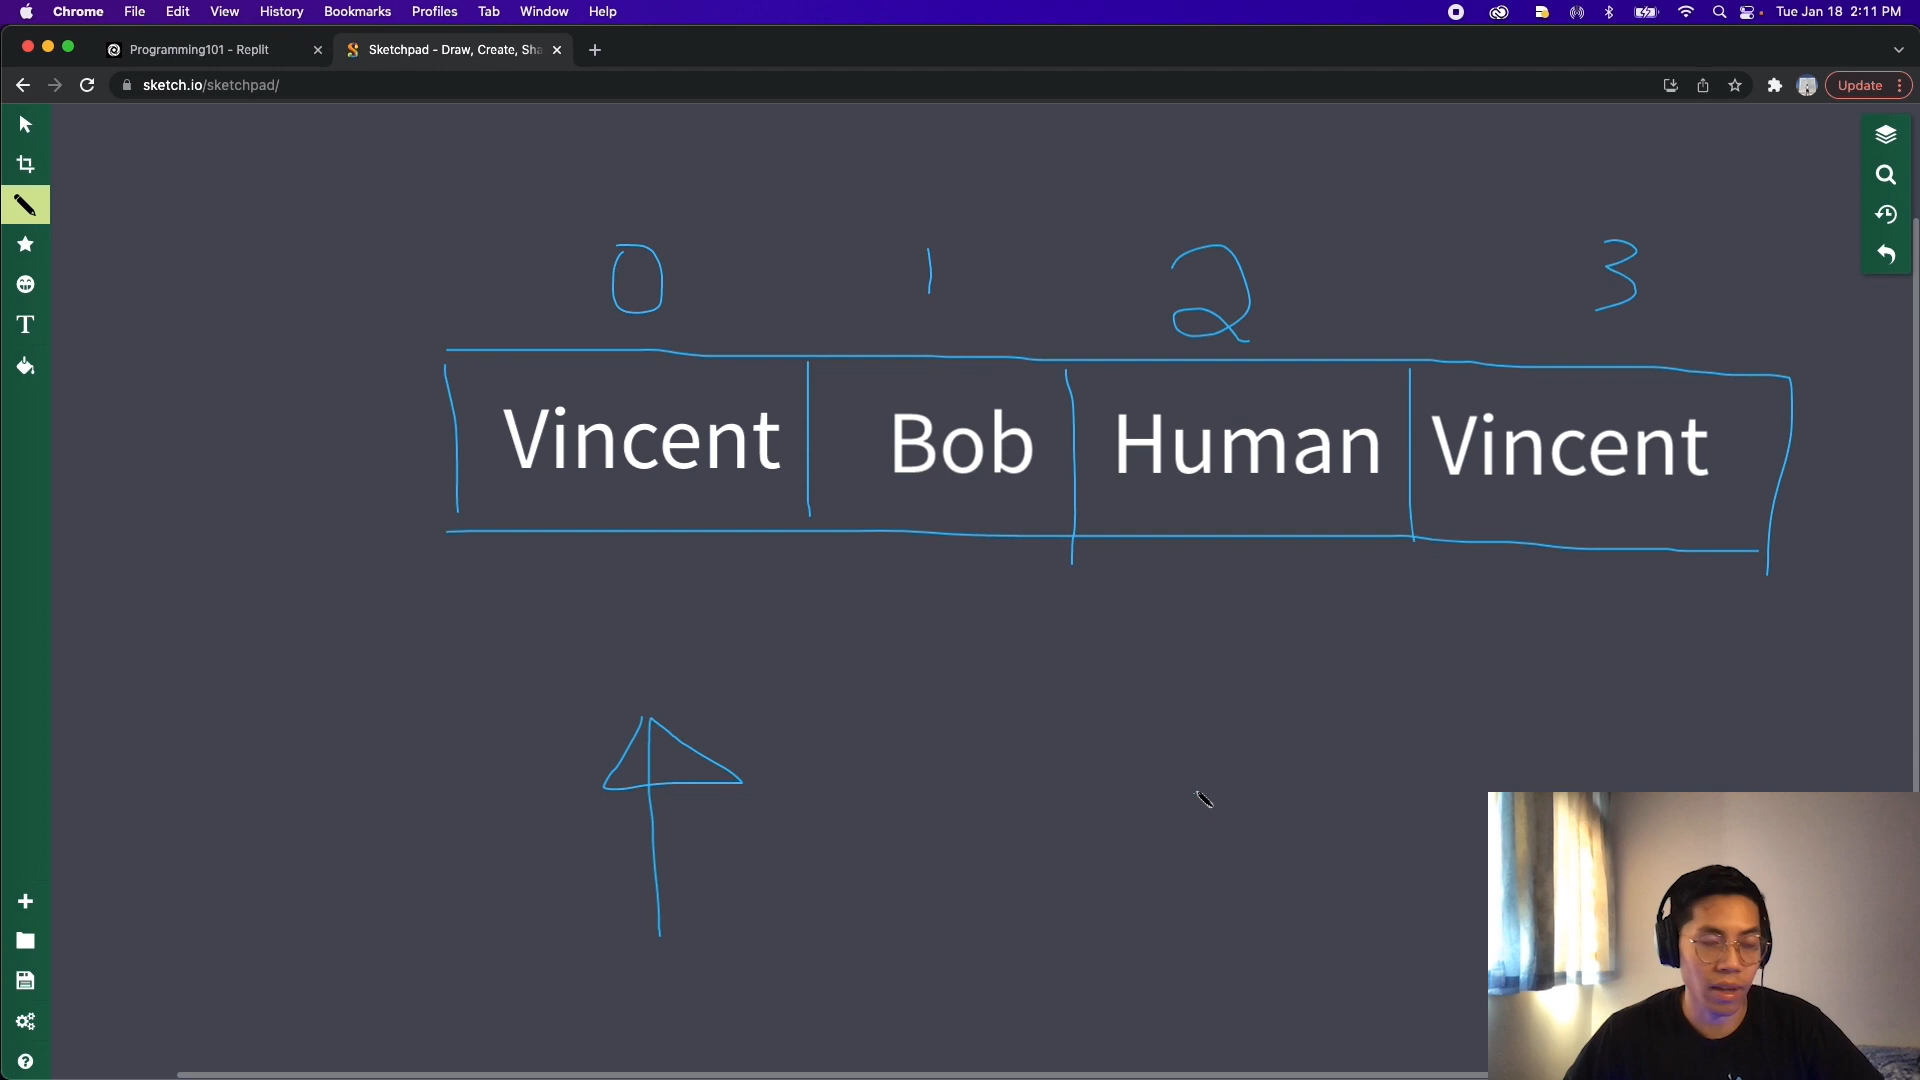 Chrome File Edit View History Bookmarks Profiles Tab Window Help Tue Jan 18 2:11 PM
Programming101 - Replit Sketchpad - Draw, Create, Sha
sketch.io/sketchpad/ Update
0 1 2 3
Vincent Bob Human Vincent
T
?